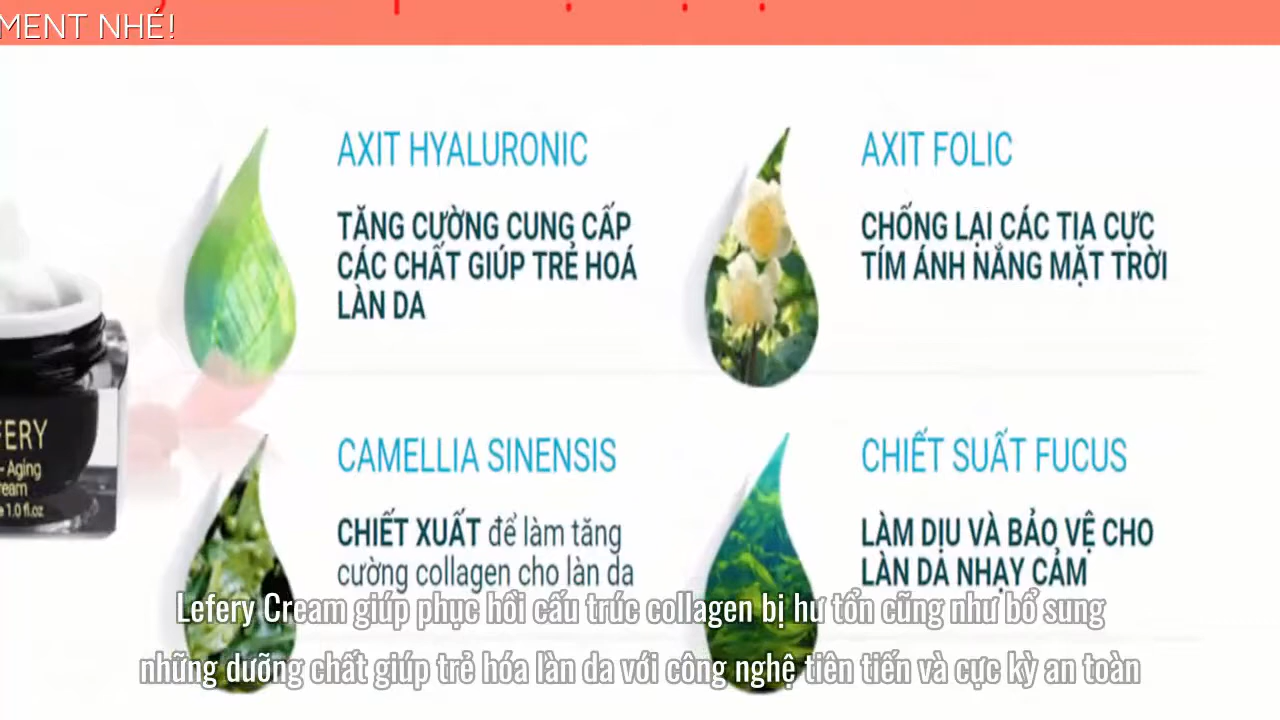 MENT NHÉ!
AXIT HYALURONIC
TĂNG CƯỜNG CUNG CẤP
CÁC CHẤT GIÚP TRẺ HOÁ
LÀN DA
AXIT FOLIC
CHỐNG LẠI CÁC TIA CỰC
TÍM ÁNH NẮNG MẶT TRỜI
FERY
-Aging
ream
e 1.0 fl.oz
CAMELLIA SINENSIS
CHIẾT XUẤT để làm tăng
cường collagen cho làn da
CHIẾT SUẤT FUCUS
LÀM DỊU VÀ BẢO VỆ CHO
LÀN DA NHẠY CẢM
Lefery Cream giúp phục hồi cấu trúc collagen bị hư tổn cũng như bổ sung
những dưỡng chất giúp trẻ hóa làn da với công nghệ tiên tiến và cực kỳ an toàn